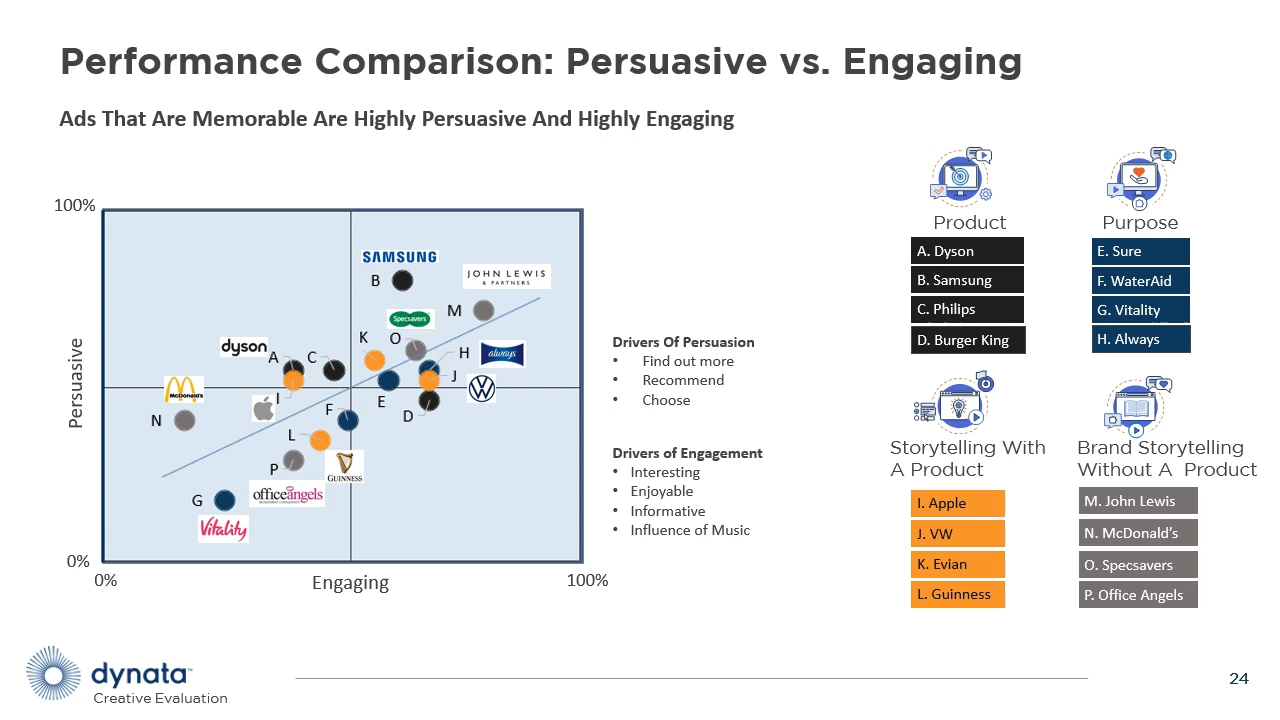 Performance Comparison: Persuasive vs. Engaging
Ads That Are Memorable Are Highly Persuasive And Highly Engaging
100%
Persuasive
0%
0%
Engaging
100%
SAMSUNG
B
JOHN LEWIS
& PARTNERS
M
Specsavers
K
O
dyson
A
C
H
always
J
I
McDonald's
N
E
D
F
L
P
GUINNESS
G
officeangels
RECRUITMENT CONSULTANCY
Vitality
Drivers Of Persuasion
• Find out more
• Recommend
• Choose
Drivers of Engagement
• Interesting
• Enjoyable
• Informative
• Influence of Music
Product
A. Dyson
B. Samsung
C. Philips
D. Burger King
Purpose
E. Sure
F. WaterAid
G. Vitality
H. Always
Storytelling With
A Product
I. Apple
J. VW
K. Evian
L. Guinness
Brand Storytelling
Without A Product
M. John Lewis
N. McDonald's
O. Specsavers
P. Office Angels
dynata™
Creative Evaluation
24